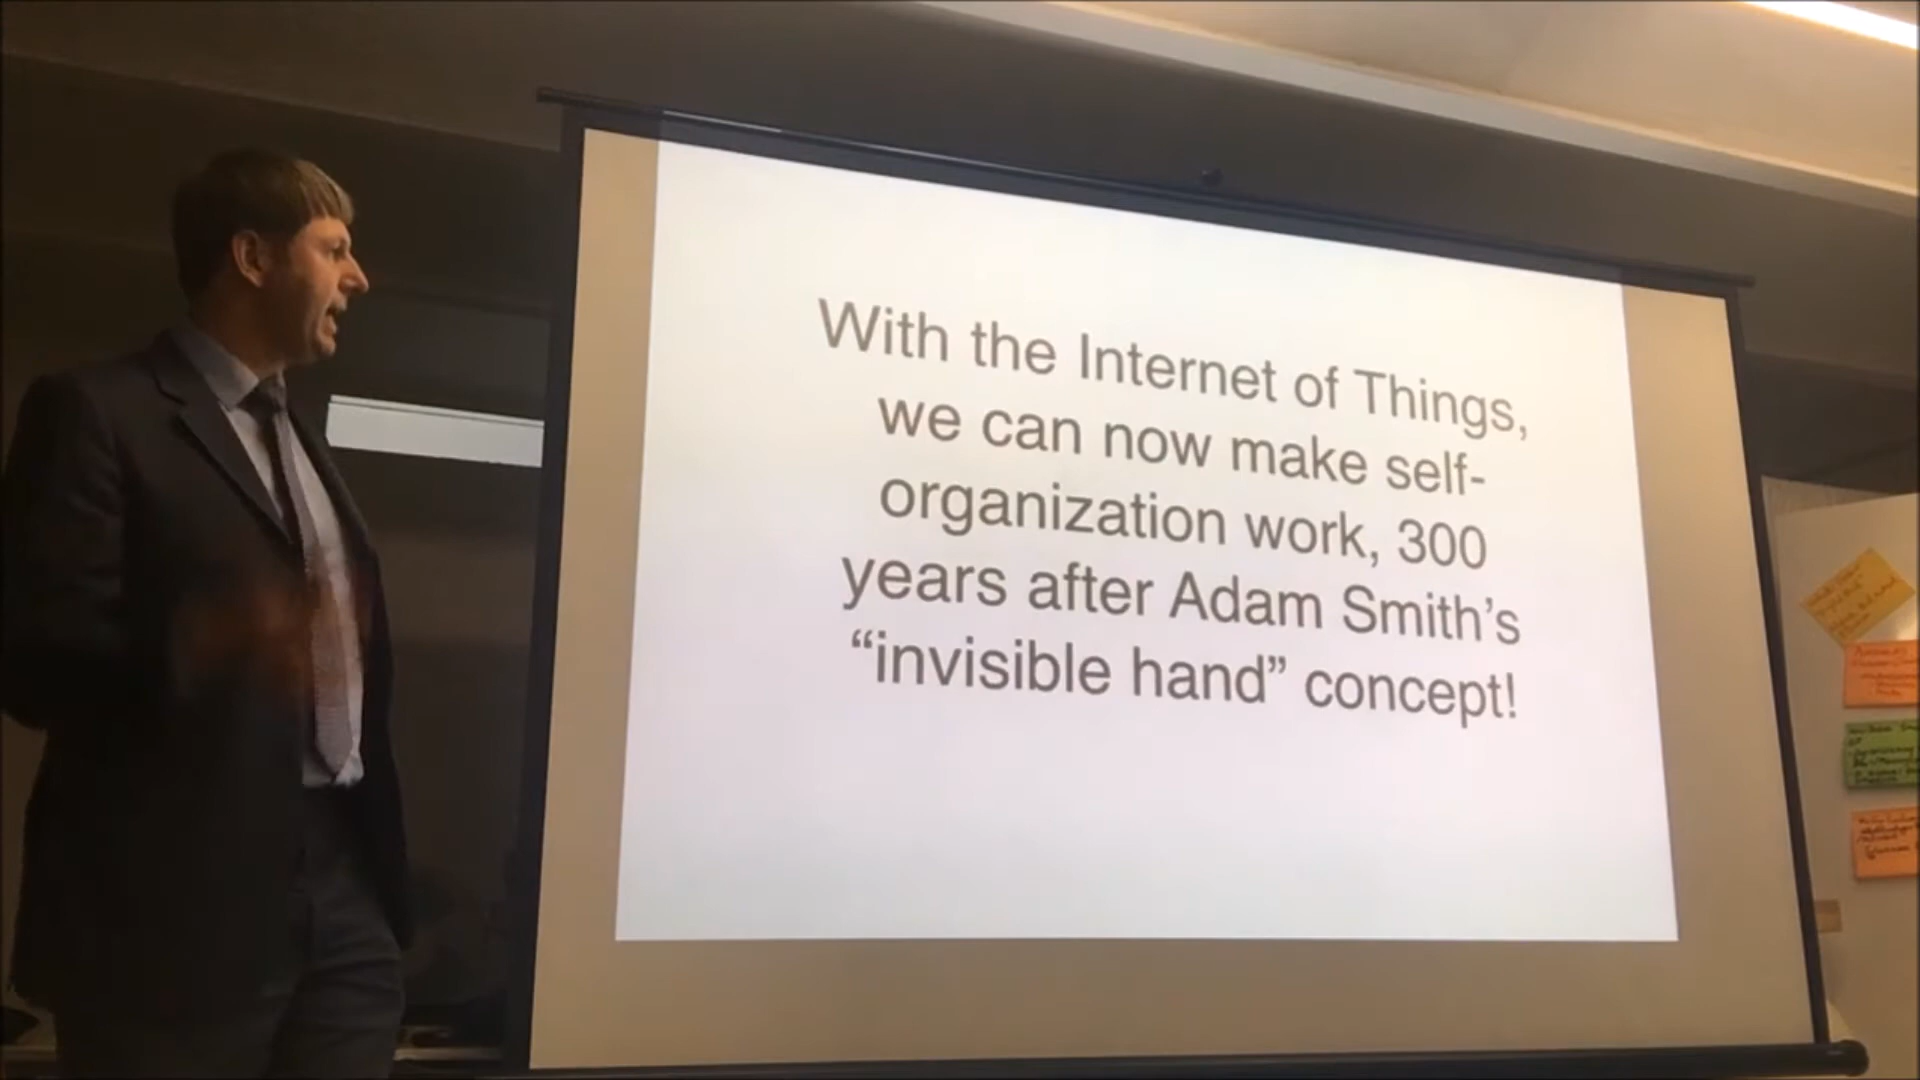 With the Internet of Things,
we can now make self-
organization work, 300
years after Adam Smith’s
“invisible hand” concept!